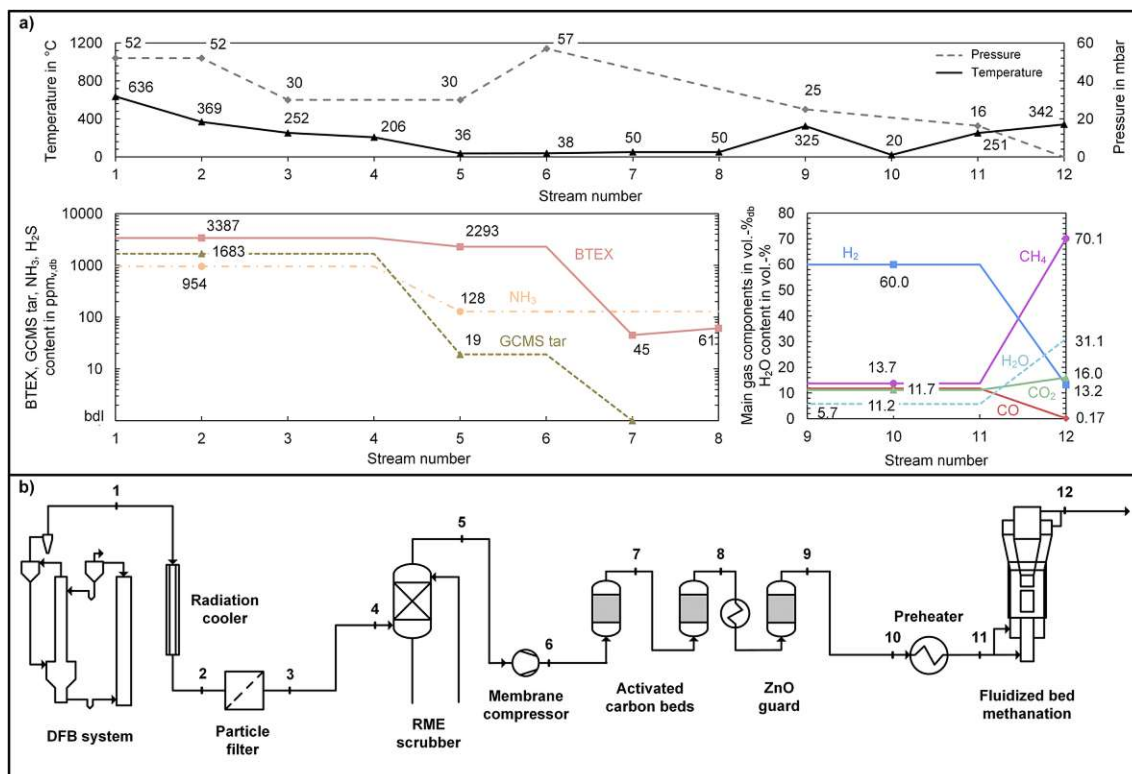 a)
Temperature in °C
1200
800
400
0
52
52
30
30
57
25
16
636
369
252
206
36
38
50
50
325
20
251
342
Pressure
Temperature
60
40
20
0
Pressure in mbar
1 2 3 4 5 6 7 8 9 10 11 12
Stream number
BTEX, GCMS tar, NH₃, H₂S
content in ppmv,db
10000
1000
100
10
bdl
3387
1683
954
2293
BTEX
128
NH₃
GCMS tar
19
45
61
1 2 3 4 5 6 7 8
Stream number
Main gas components in vol.-%db
H₂O content in vol.-%
80
70
60
50
40
30
20
10
0
H₂
60.0
CH₄
70.1
13.7
H₂O
31.1
11.7
CO₂
16.0
13.2
5.7
11.2
CO
0.17
9 10 11 12
Stream number
b)
1
2
3
4
5
6
7
8
9
10
11
12
DFB system
Radiation
cooler
Particle
filter
RME
scrubber
Membrane
compressor
Activated
carbon beds
ZnO
guard
Preheater
Fluidized bed
methanation